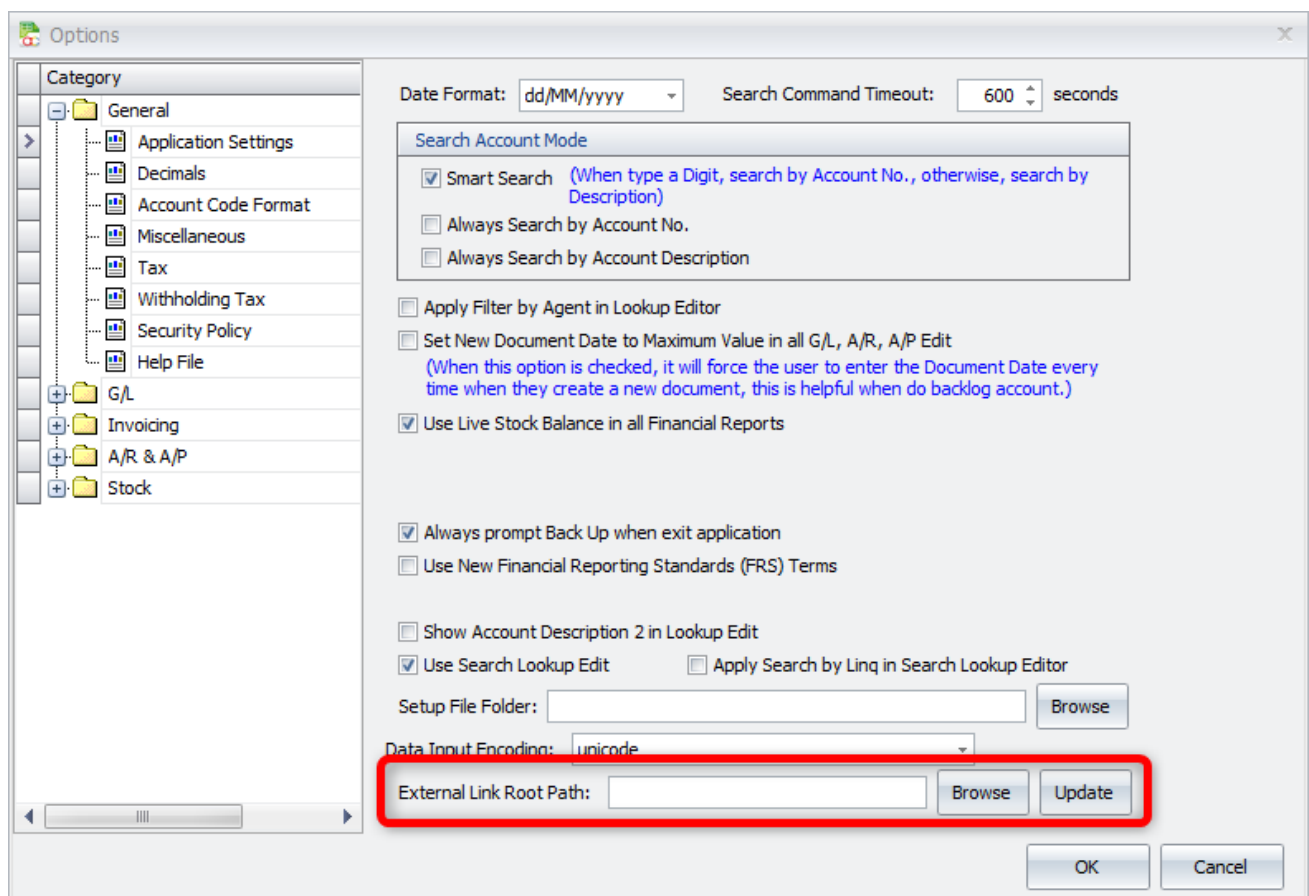 Options
Category
General
Application Settings
Decimals
Account Code Format
Miscellaneous
Tax
Withholding Tax
Security Policy
Help File
G/L
Invoicing
A/R & A/P
Stock
Date Format: dd/MM/yyyy Search Command Timeout: 600 seconds
Search Account Mode
Smart Search (When type a Digit, search by Account No., otherwise, search by
Description)
Always Search by Account No.
Always Search by Account Description
Apply Filter by Agent in Lookup Editor
Set New Document Date to Maximum Value in all G/L, A/R, A/P Edit
(When this option is checked, it will force the user to enter the Document Date every
time when they create a new document, this is helpful when do backlog account.)
Use Live Stock Balance in all Financial Reports
Always prompt Back Up when exit application
Use New Financial Reporting Standards (FRS) Terms
Show Account Description 2 in Lookup Edit
Use Search Lookup Edit Apply Search by Linq in Search Lookup Editor
Setup File Folder: Browse
Data Input Encoding: unicode
External Link Root Path: Browse Update
OK Cancel